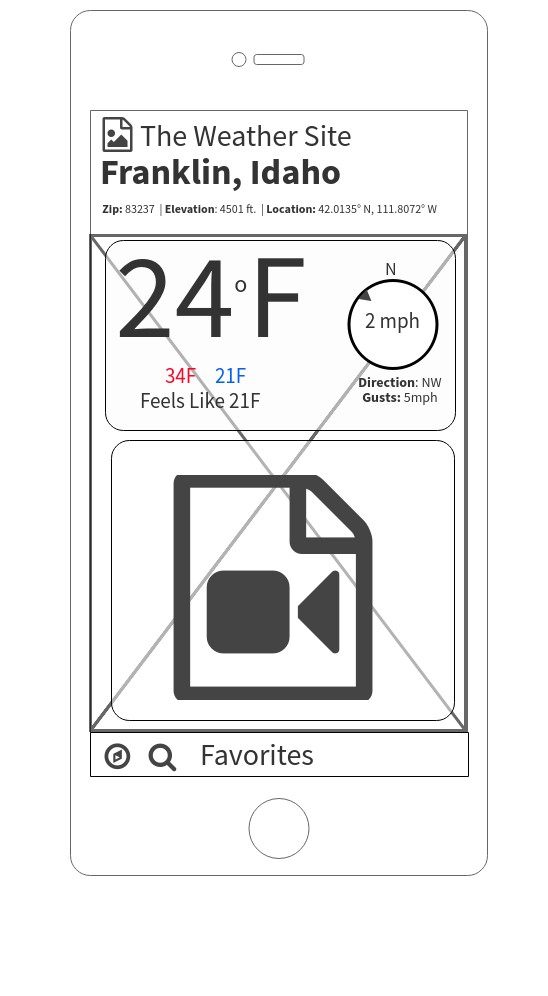 The Weather Site
Franklin, Idaho
Zip: 83237 | Elevation: 4501 ft. | Location: 42.0135° N, 111.8072° W
24°F
34F 21F
Feels Like 21F
N
2 mph
Direction: NW
Gusts: 5mph
Favorites